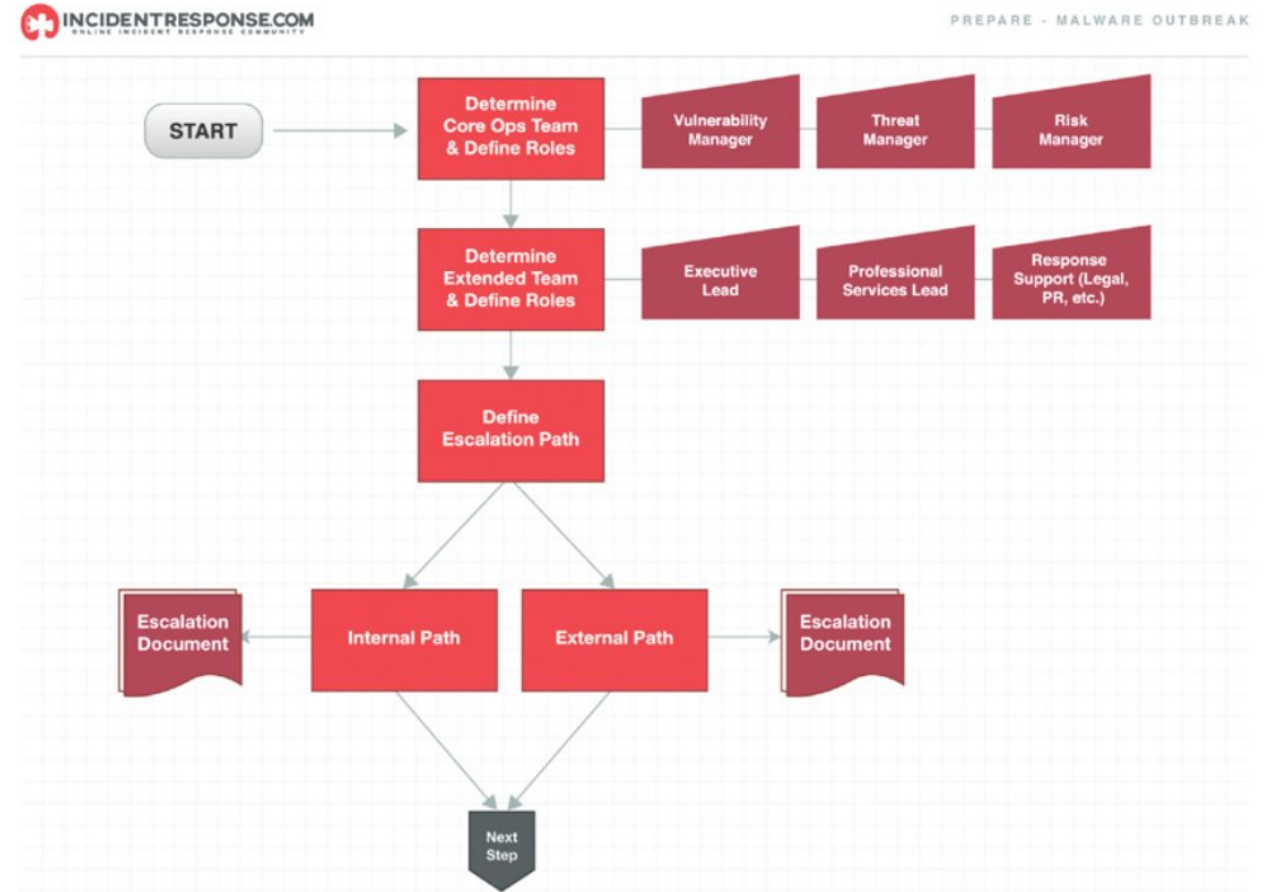 INCIDENTRESPONSE.COM
ONLINE INCIDENT RESPONSE COMMUNITY
PREPARE - MALWARE OUTBREAK
START
Determine
Core Ops Team
& Define Roles
Vulnerability
Manager
Threat
Manager
Risk
Manager
Determine
Extended Team
& Define Roles
Executive
Lead
Professional
Services Lead
Response
Support (Legal,
PR, etc.)
Define
Escalation Path
Escalation
Document
Internal Path
External Path
Escalation
Document
Next
Step